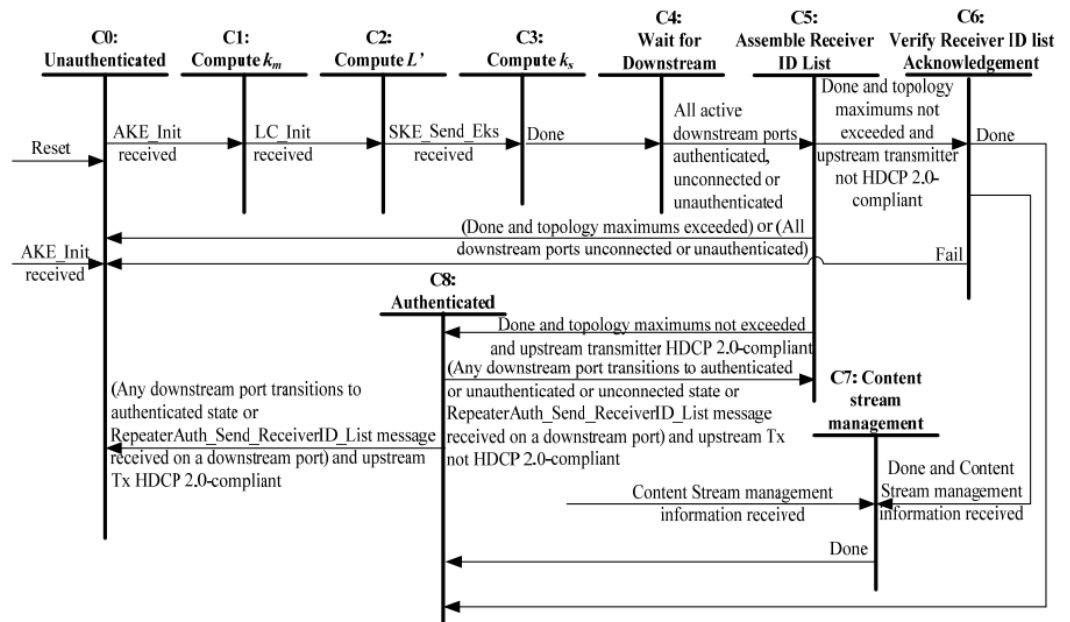 C0:
Unauthenticated
C1:
Compute km
C2:
Compute L'
C3:
Compute ks
C4:
Wait for
Downstream
C5:
Assemble Receiver
ID List
C6:
Verify Receiver ID list
Acknowledgement
Reset
AKE_Init
received
LC_Init
received
SKE_Send_Eks
received
Done
All active
downstream ports
authenticated,
unconnected or
unauthenticated
Done and topology
maximums not
exceeded and
upstream transmitter
not HDCP 2.0-
compliant
Done
(Done and topology maximums exceeded) or (All
downstream ports unconnected or unauthenticated)
AKE_Init
received
Fail
C8:
Authenticated
Done and topology maximums not exceeded
and upstream transmitter HDCP 2.0-compliant
(Any downstream port transitions to authenticated
or unauthenticated or unconnected state or
RepeaterAuth_Send_ReceiverID_List message
received on a downstream port) and upstream Tx
not HDCP 2.0-compliant
(Any downstream port transitions to
authenticated state or
RepeaterAuth_Send_ReceiverID_List message
received on a downstream port) and upstream
Tx HDCP 2.0-compliant
C7: Content
stream
management
Content Stream management
information received
Done and Content
Stream management
information received
Done